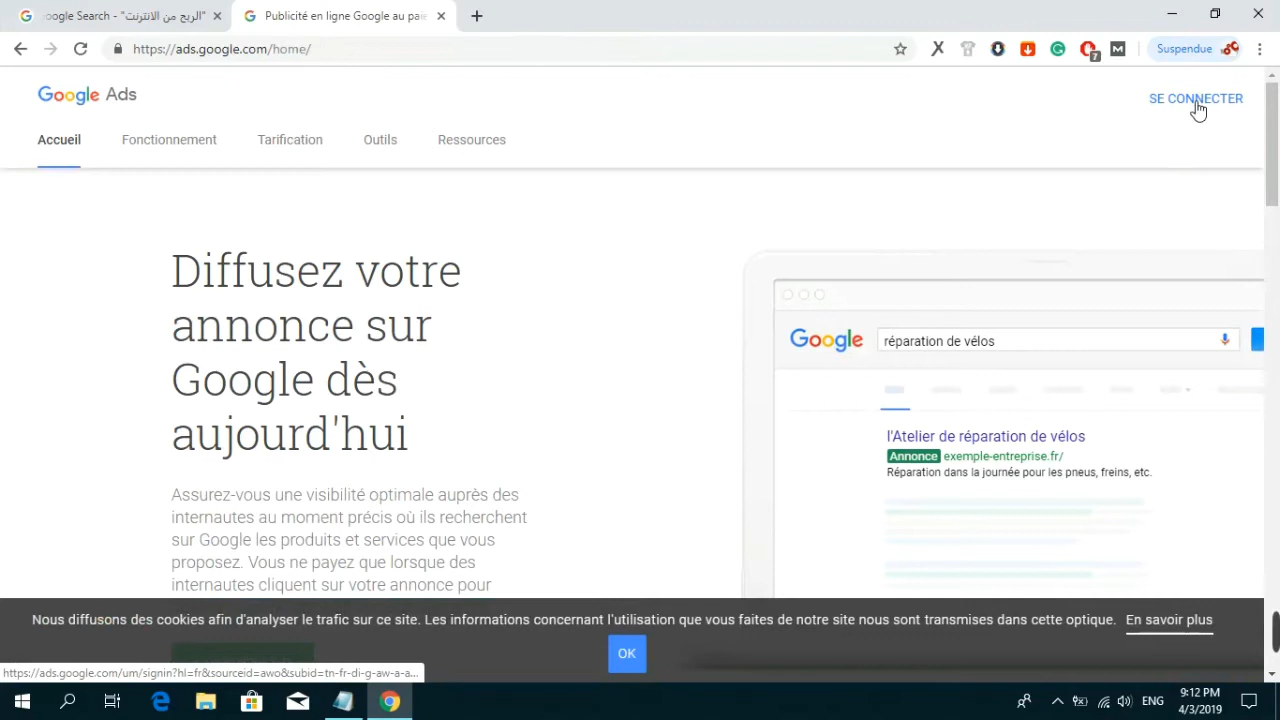 oogle Search - "الربح من الانترنت"
Publicité en ligne Google au paie
https://ads.google.com/home/
7
M
Suspendue
Google Ads
SE CONNECTER
Accueil
Fonctionnement
Tarification
Outils
Ressources
Diffusez votre
annonce sur
Google dès
aujourd'hui
Assurez-vous une visibilité optimale auprès des
internautes au moment précis où ils recherchent
sur Google les produits et services que vous
proposez. Vous ne payez que lorsque des
internautes cliquent sur votre annonce pour
Google
réparation de vélos
l'Atelier de réparation de vélos
Annonce exemple-entreprise.fr/
Réparation dans la journée pour les pneus, freins, etc.
Nous diffusons des cookies afin d'analyser le trafic sur ce site. Les informations concernant l'utilisation que vous faites de notre site nous sont transmises dans cette optique. En savoir plus
OK
https://ads.google.com/um/signin?hl=fr&sourceid=awo&subid=tn-fr-di-g-aw-a-a...
ENG
9:12 PM
4/3/2019